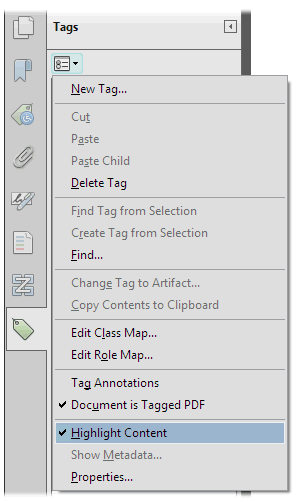 Tags
New Tag...
Cut
Paste
Paste Child
Delete Tag
Find Tag from Selection
Create Tag from Selection
Find...
Change Tag to Artifact...
Copy Contents to Clipboard
Edit Class Map...
Edit Role Map...
Tag Annotations
Document is Tagged PDF
Highlight Content
Show Metadata...
Properties...